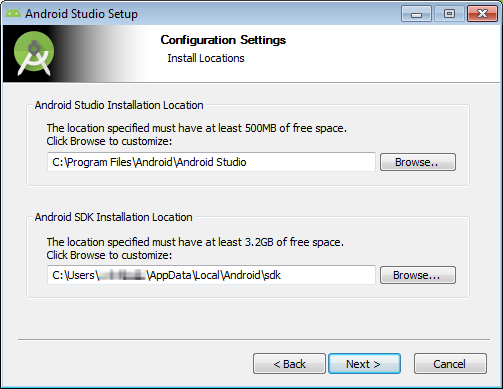 Android Studio Setup
Configuration Settings
Install Locations
Android Studio Installation Location
The location specified must have at least 500MB of free space.
Click Browse to customize:
C:\Program Files\Android\Android Studio
Browse..
Android SDK Installation Location
The location specified must have at least 3.2GB of free space.
Click Browse to customize:
C:\Users\ \AppData\Local\Android\sdk
Browse...
< Back
Next >
Cancel